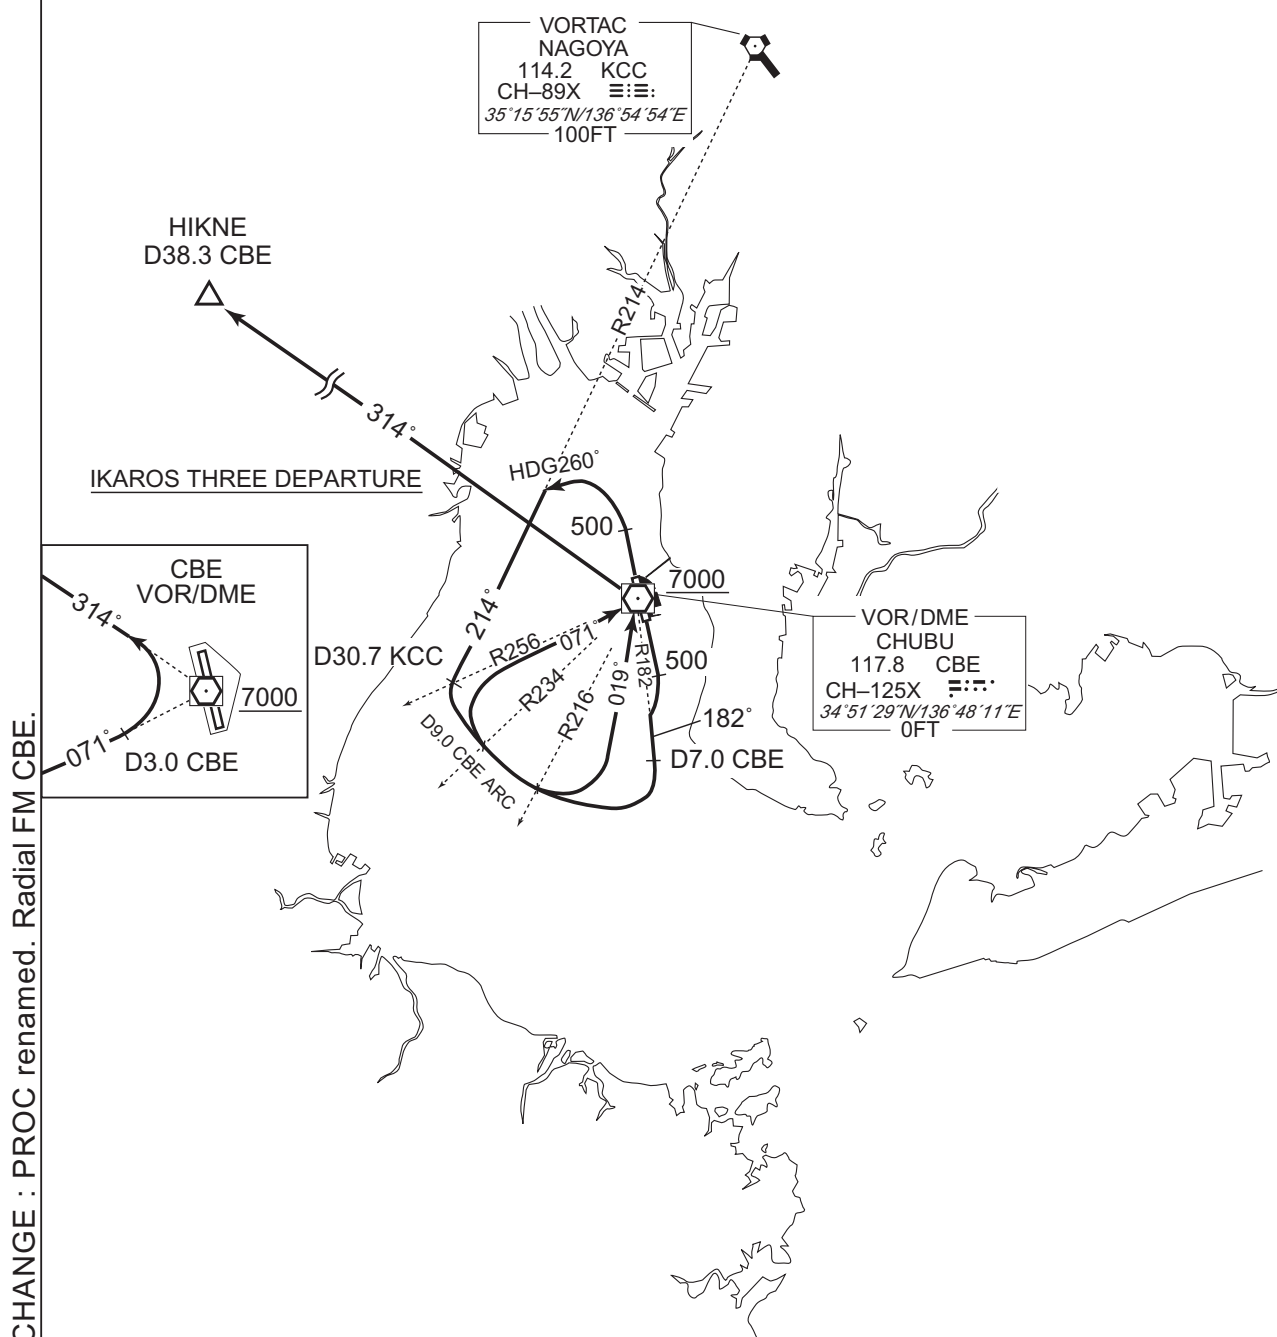 VORTAC
NAGOYA
114.2 KCC
CH–89X
35°15´55˝N/136°54´54˝E
100FT
HIKNE
D38.3 CBE
R214
314°
HDG260°
IKAROS THREE DEPARTURE
500
CBE
VOR/DME
314°
7000
071°
D3.0 CBE
7000
VOR/DME
CHUBU
117.8 CBE
CH–125X
34°51´29˝N/136°48´11˝E
0FT
214°
D30.7 KCC
R256
071°
R234
R216
019°
R182
500
182°
D7.0 CBE
D9.0 CBE ARC
CHANGE : PROC renamed. Radial FM CBE.